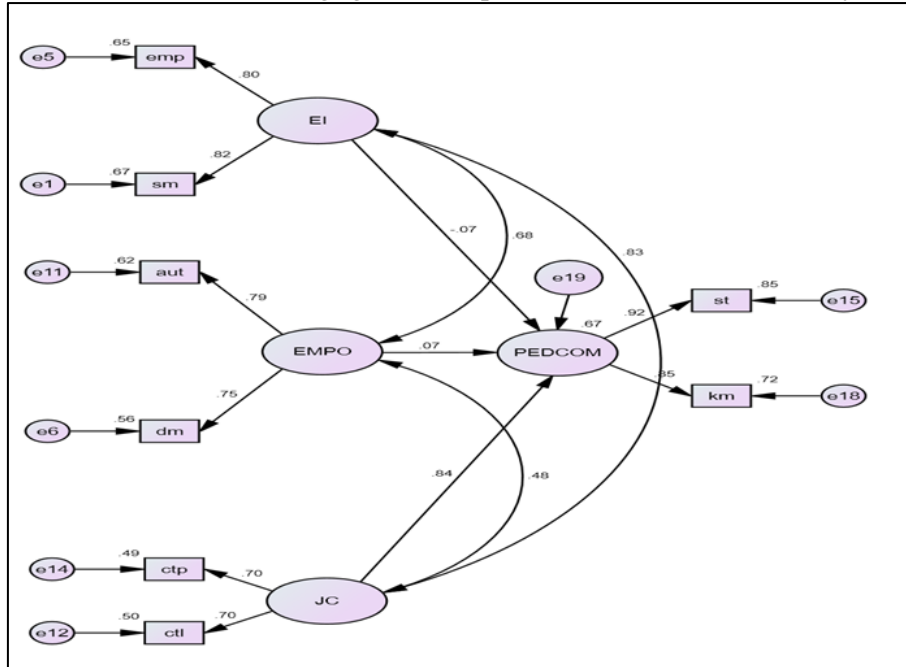 .65
e5
emp
.80
EI
.67
.82
e1
sm
-.07
.68
.83
.62
e11
aut
e19
.85
st
e15
.79
.92
.67
EMPO
.07
PEDCOM
.85
.72
km
e18
.75
.56
e6
dm
.84
.48
.49
e14
ctp
.70
JC
.50
.70
e12
ctl